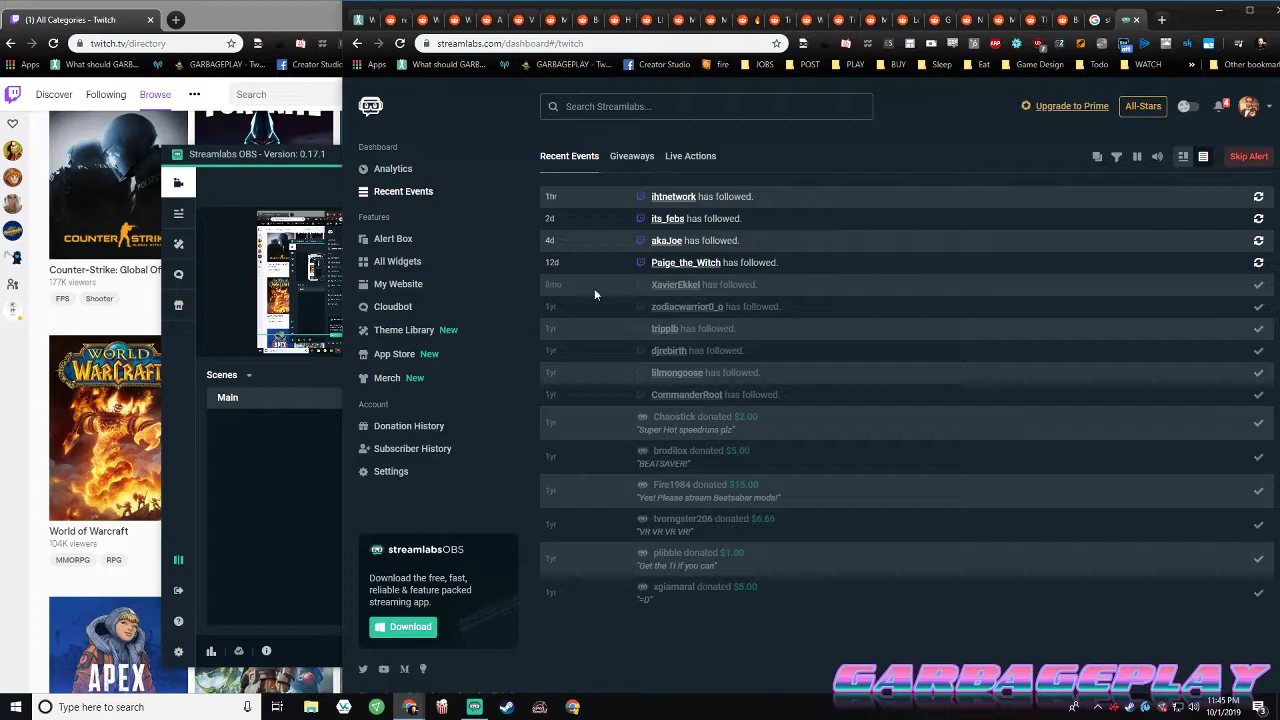 twitch.tv/directory
All Categories - Twitch
Apps
What should GARB...
GARBAGEPLAY - Tw...
Creator Studi
Discover
Following
Browse
Search
Counter-Strike: Global Of
177K viewers
FPS
Shooter
World of Warcraft
104K viewers
MMORPG
RPG
COUNTER-STRIKE
WORLD
WARCRAFT
APEX
Streamlabs OBS - Version: 0.17.1
Scenes
Main
streamlabs.com/dashboard#/twitch
Apps
What should GARB...
GARBAGEPLAY - Tw...
Creator Studio
fire
JOBS
POST
PLAY
BUY
Sleep
Eat
Game Design
Todo
WATCH
»
Other bookmar
Search Streamlabs...
Upgrade to Prime
All-Stars
4
Dashboard
Analytics
Recent Events
Features
Alert Box
All Widgets
My Website
Cloudbot
Theme Library New
App Store New
Merch New
Account
Donation History
Subscriber History
Settings
streamlabsOBS
Download the free, fast,
reliable & feature packed
streaming app.
Download
Recent Events
Giveaways
Live Actions
Skip Alert
1hr ihtnetwork has followed.
2d its_febs has followed.
4d akaJoe has followed.
12d Paige_the_Witch has followed.
8mo XavierEkkel has followed.
1yr zodiacwarrior0_o has followed.
1yr tripplb has followed.
1yr djrebirth has followed.
1yr lilmongoose has followed.
1yr CommanderRoot has followed.
1yr Chaostick donated $2.00
"Super Hot speedruns plz"
1yr brodilox donated $5.00
"BEATSAVER!"
1yr Fire1984 donated $15.00
"Yes! Please stream Beatsaber mods!"
1yr tvorngster206 donated $6.66
"VR VR VR VR!"
1yr plibble donated $1.00
"Get the Ti if you can"
1yr xgiamaral donated $5.00
"=D"
GARBAGEPLAY
Type here to search
11:45 PM
10/1/2019